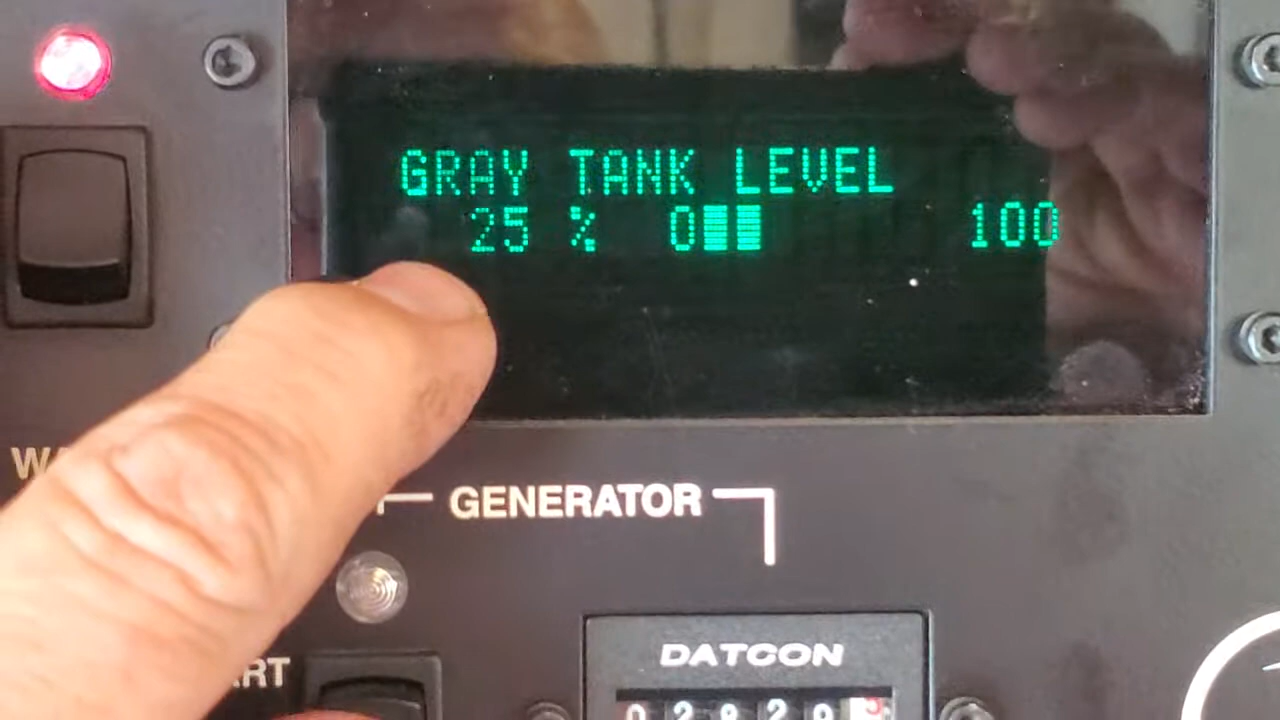 GRAY TANK LEVEL
25 % 0 100
GENERATOR
DATCON